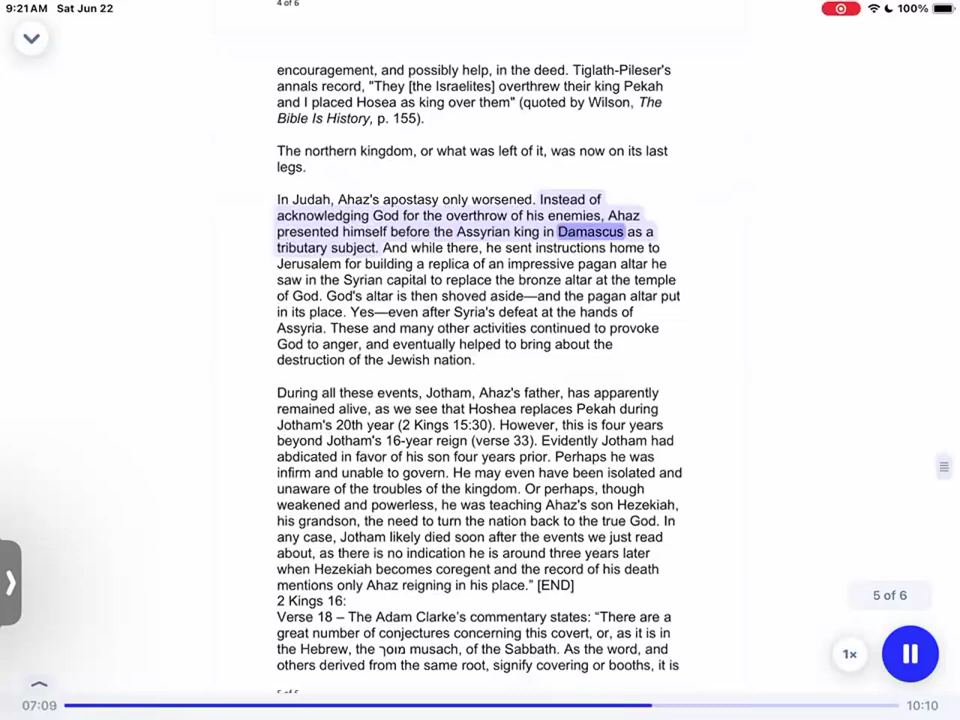 9:21AM Sat Jun 22
100%
4 of 6
encouragement, and possibly help, in the deed. Tiglath-Pileser's
annals record, "They [the Israelites] overthrew their king Pekah
and I placed Hosea as king over them" (quoted by Wilson, The
Bible Is History, p. 155).
The northern kingdom, or what was left of it, was now on its last
legs.
In Judah, Ahaz's apostasy only worsened. Instead of
acknowledging God for the overthrow of his enemies, Ahaz
presented himself before the Assyrian king in Damascus as a
tributary subject. And while there, he sent instructions home to
Jerusalem for building a replica of an impressive pagan altar he
saw in the Syrian capital to replace the bronze altar at the temple
of God. God's altar is then shoved aside—and the pagan altar put
in its place. Yes—even after Syria's defeat at the hands of
Assyria. These and many other activities continued to provoke
God to anger, and eventually helped to bring about the
destruction of the Jewish nation.
During all these events, Jotham, Ahaz's father, has apparently
remained alive, as we see that Hoshea replaces Pekah during
Jotham's 20th year (2 Kings 15:30). However, this is four years
beyond Jotham's 16-year reign (verse 33). Evidently Jotham had
abdicated in favor of his son four years prior. Perhaps he was
infirm and unable to govern. He may even have been isolated and
unaware of the troubles of the kingdom. Or perhaps, though
weakened and powerless, he was teaching Ahaz's son Hezekiah,
his grandson, the need to turn the nation back to the true God. In
any case, Jotham likely died soon after the events we just read
about, as there is no indication he is around three years later
when Hezekiah becomes coregent and the record of his death
mentions only Ahaz reigning in his place." [END]
2 Kings 16:
Verse 18 – The Adam Clarke's commentary states: "There are a
great number of conjectures concerning this covert, or, as it is in
the Hebrew, the מוסך musach, of the Sabbath. As the word, and
others derived from the same root, signify covering or booths, it is
5 of 6
1×
07:09
10:10